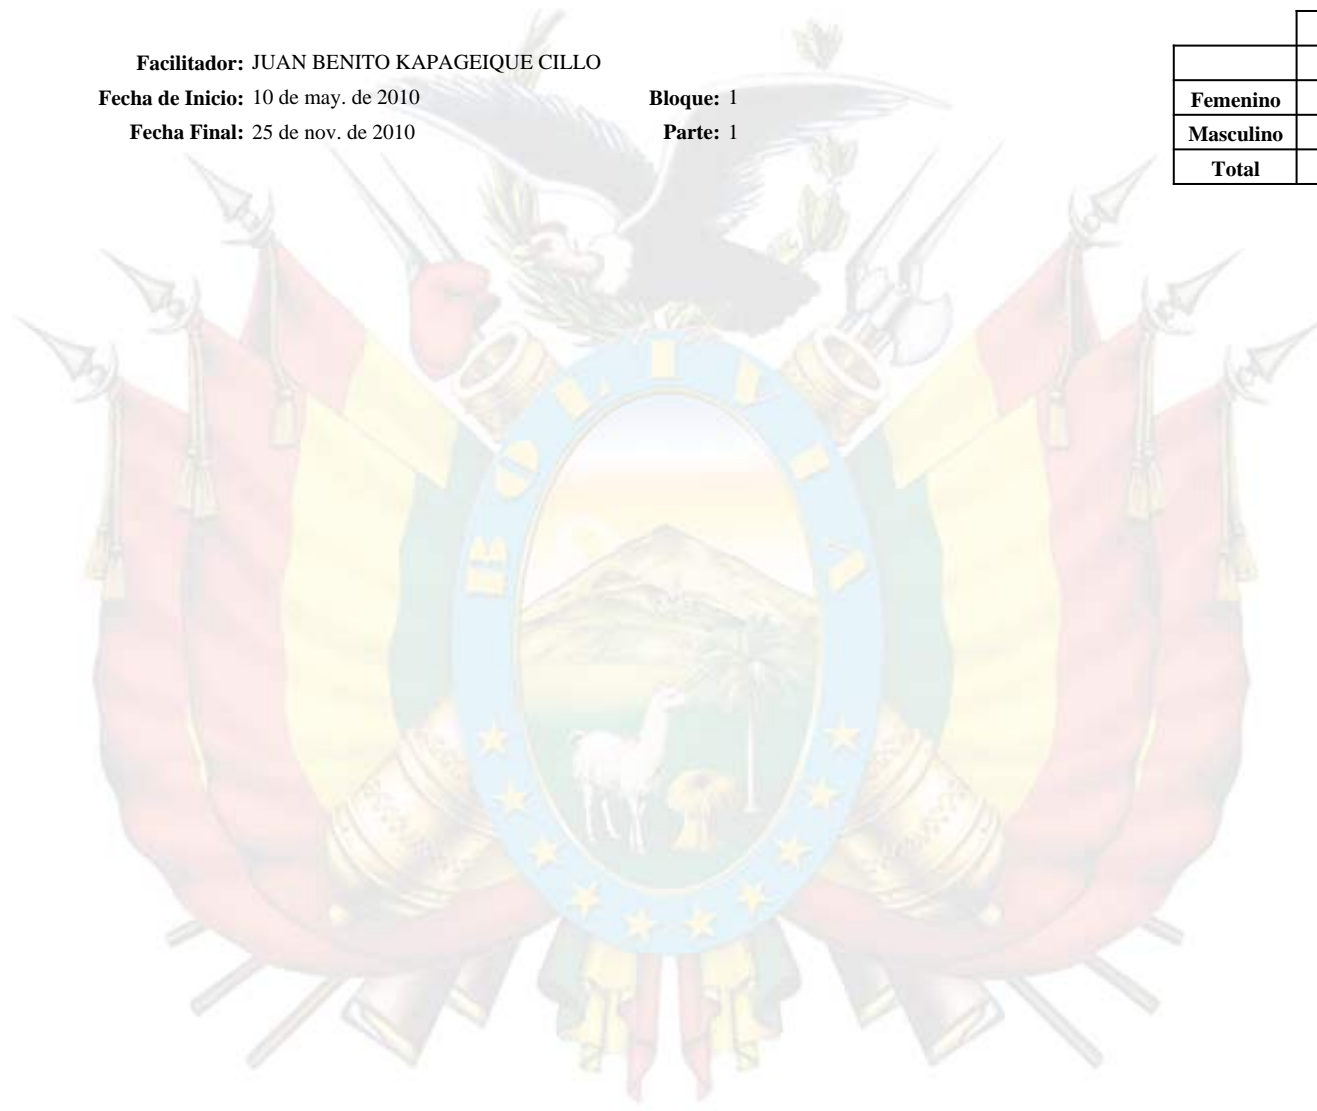 Facilitador: JUAN BENITO KAPAGEIQUE CILLO
Fecha de Inicio: 10 de may. de 2010 Bloque: 1
Fecha Final: 25 de nov. de 2010 Parte: 1
Femenino
Masculino
Total
BOLIVIA